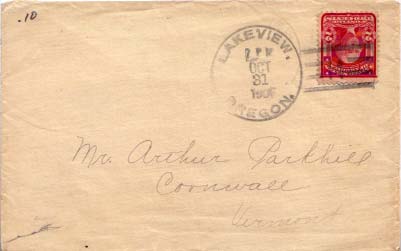 .10
LAKEVIEW.
OCT
31
OREGON.
Mr. Arthur Parkhill
Cornwall
Vermont